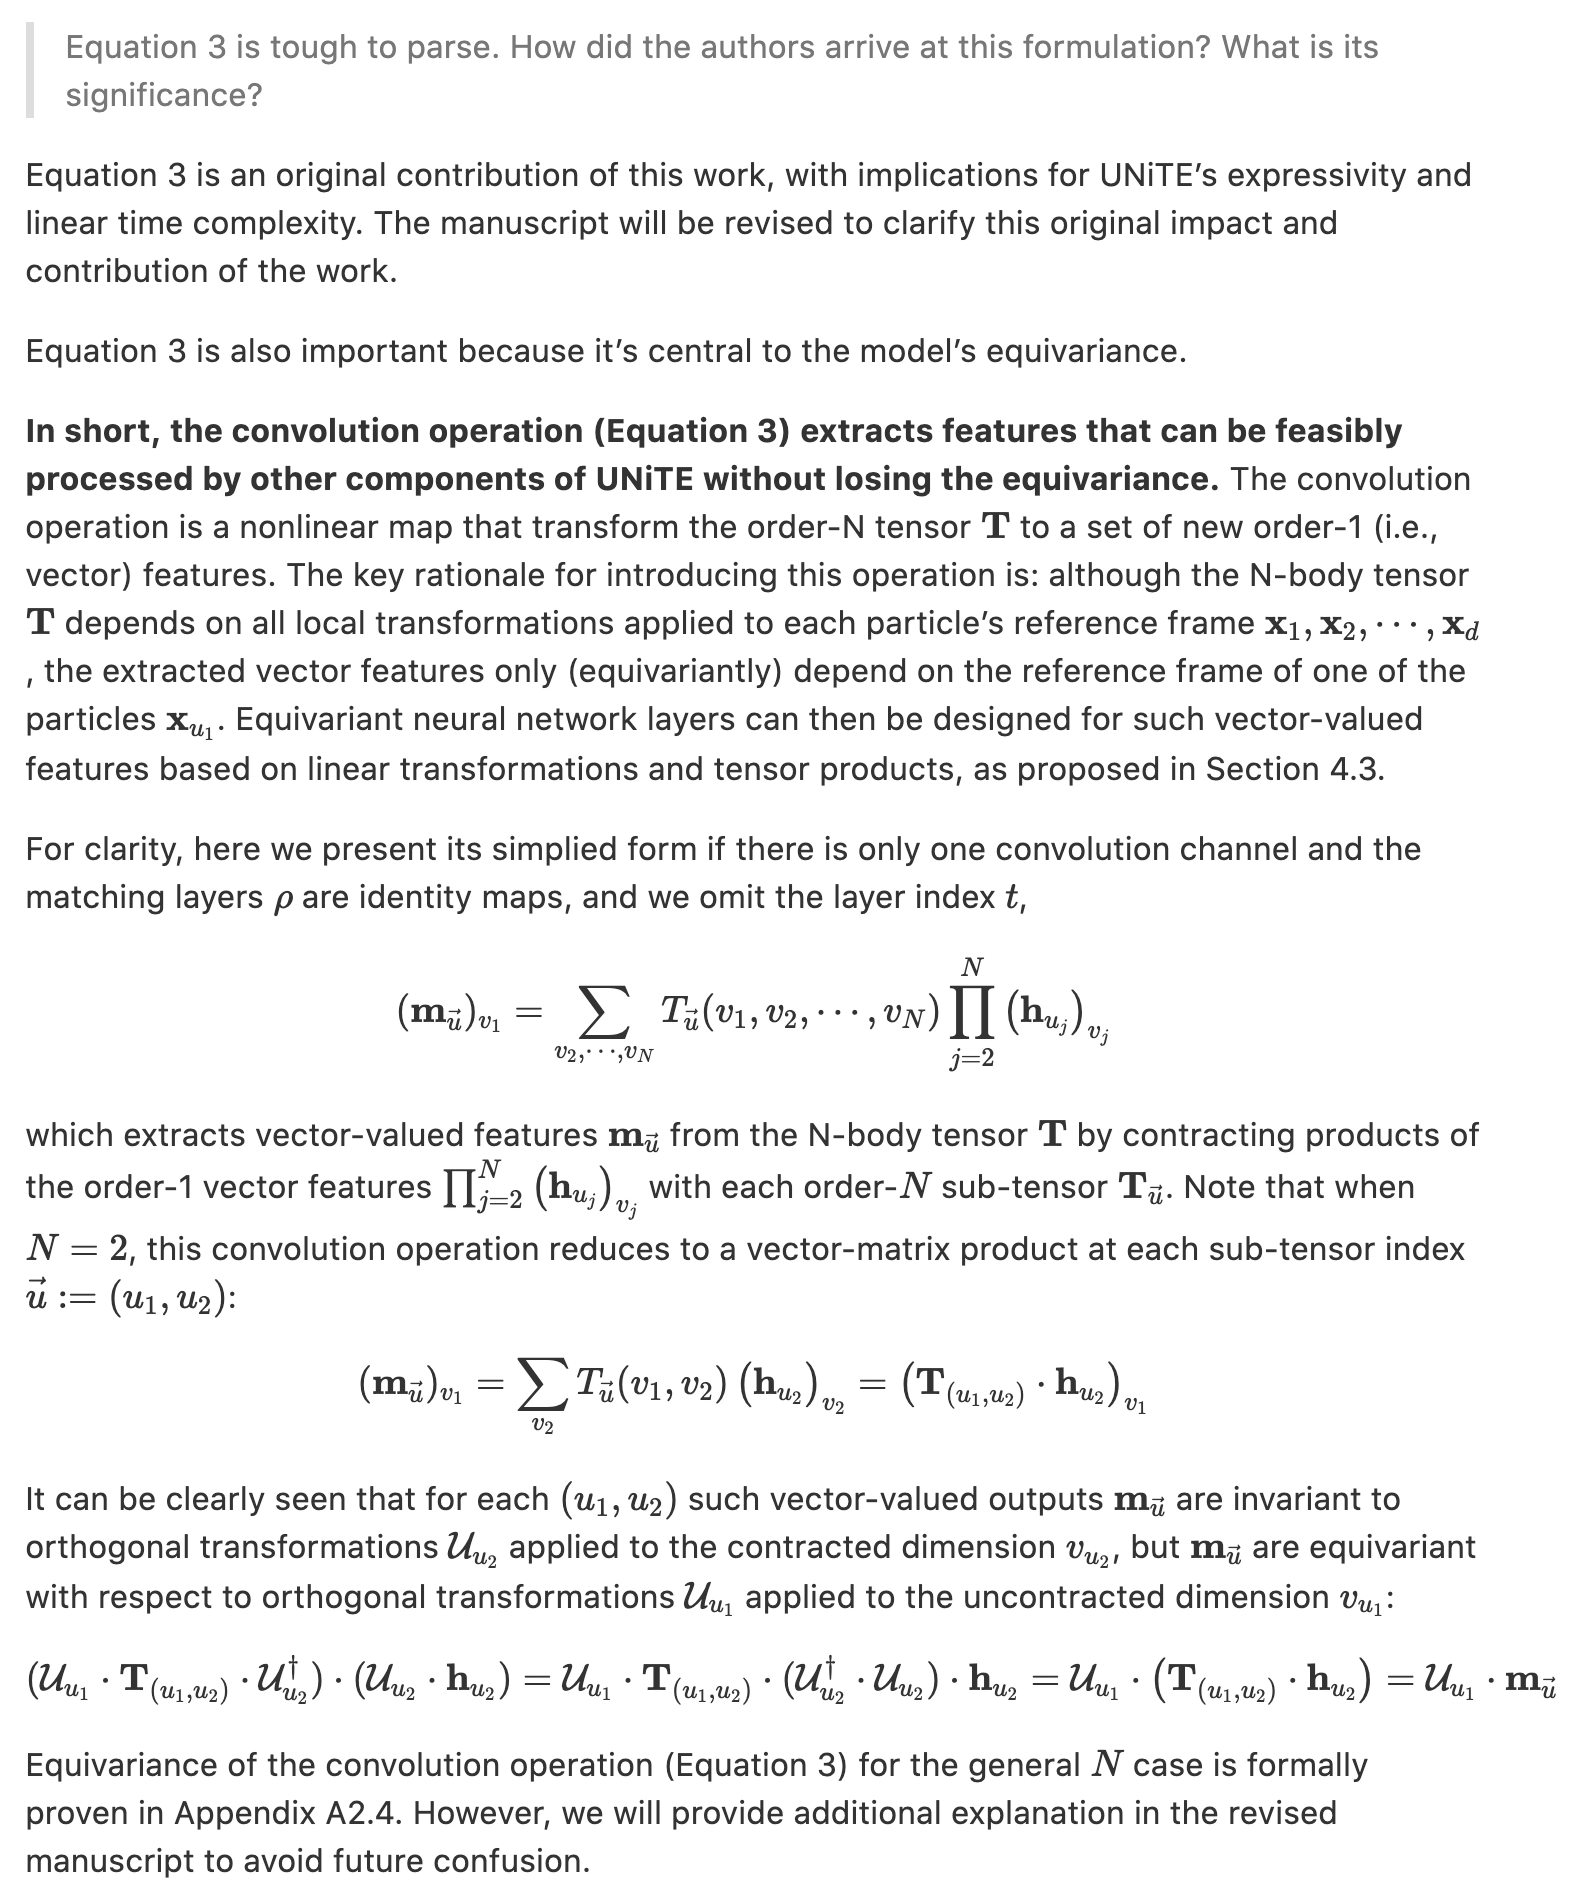 Equation 3 is tough to parse. How did the authors arrive at this formulation? What is its
significance?
Equation 3 is an original contribution of this work, with implications for UNiTE’s expressivity and
linear time complexity. The manuscript will be revised to clarify this original impact and
contribution of the work.
Equation 3 is also important because it’s central to the model’s equivariance.
In short, the convolution operation (Equation 3) extracts features that can be feasibly
processed by other components of UNiTE without losing the equivariance. The convolution
operation is a nonlinear map that transform the order-N tensor $\mathbf{T}$ to a set of new order-1 (i.e.,
vector) features. The key rationale for introducing this operation is: although the N-body tensor
$\mathbf{T}$ depends on all local transformations applied to each particle’s reference frame $\mathbf{x}_1, \mathbf{x}_2, \cdots, \mathbf{x}_d$
, the extracted vector features only (equivariantly) depend on the reference frame of one of the
particles $\mathbf{x}_{u_1}$. Equivariant neural network layers can then be designed for such vector-valued
features based on linear transformations and tensor products, as proposed in Section 4.3.
For clarity, here we present its simplied form if there is only one convolution channel and the
matching layers $\rho$ are identity maps, and we omit the layer index $t$,
$(\mathbf{m}_{\vec{u}})_{v_1} = \sum_{v_2, \cdots, v_N} T_{\vec{u}}(v_1, v_2, \cdots, v_N) \prod_{j=2}^{N} (\mathbf{h}_{u_j})_{v_j}$
which extracts vector-valued features $\mathbf{m}_{\vec{u}}$ from the N-body tensor $\mathbf{T}$ by contracting products of
the order-1 vector features $\prod_{j=2}^{N} (\mathbf{h}_{u_j})_{v_j}$ with each order-$N$ sub-tensor $\mathbf{T}_{\vec{u}}$. Note that when
$N = 2$, this convolution operation reduces to a vector-matrix product at each sub-tensor index
$\vec{u} := (u_1, u_2)$:
$(\mathbf{m}_{\vec{u}})_{v_1} = \sum_{v_2} T_{\vec{u}}(v_1, v_2) (\mathbf{h}_{u_2})_{v_2} = (\mathbf{T}_{(u_1, u_2)} \cdot \mathbf{h}_{u_2})_{v_1}$
It can be clearly seen that for each $(u_1, u_2)$ such vector-valued outputs $\mathbf{m}_{\vec{u}}$ are invariant to
orthogonal transformations $\mathcal{U}_{u_2}$ applied to the contracted dimension $v_{u_2}$, but $\mathbf{m}_{\vec{u}}$ are equivariant
with respect to orthogonal transformations $\mathcal{U}_{u_1}$ applied to the uncontracted dimension $v_{u_1}$:
$(\mathcal{U}_{u_1} \cdot \mathbf{T}_{(u_1, u_2)} \cdot \mathcal{U}_{u_2}^{\dagger}) \cdot (\mathcal{U}_{u_2} \cdot \mathbf{h}_{u_2}) = \mathcal{U}_{u_1} \cdot \mathbf{T}_{(u_1, u_2)} \cdot (\mathcal{U}_{u_2}^{\dagger} \cdot \mathcal{U}_{u_2}) \cdot \mathbf{h}_{u_2} = \mathcal{U}_{u_1} \cdot (\mathbf{T}_{(u_1, u_2)} \cdot \mathbf{h}_{u_2}) = \mathcal{U}_{u_1} \cdot \mathbf{m}_{\vec{u}}$
Equivariance of the convolution operation (Equation 3) for the general $N$ case is formally
proven in Appendix A2.4. However, we will provide additional explanation in the revised
manuscript to avoid future confusion.